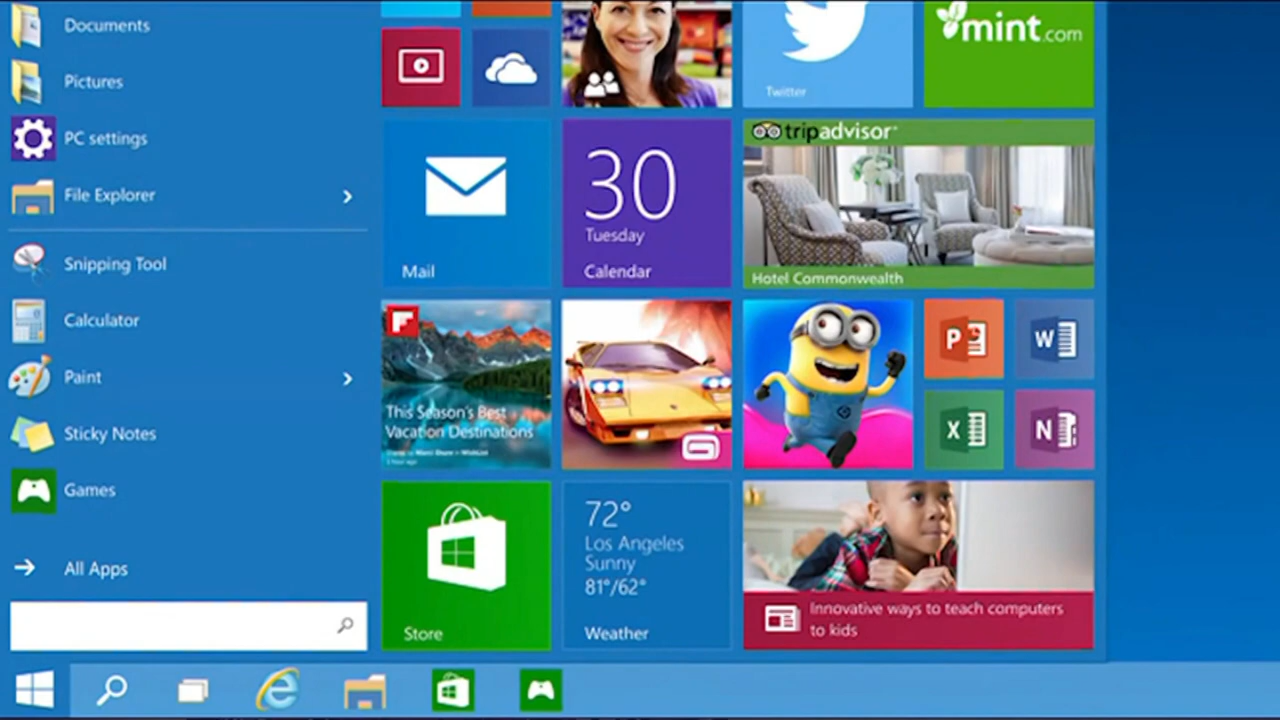 Documents
Pictures
PC settings
File Explorer
Snipping Tool
Calculator
Paint
Sticky Notes
Games
All Apps
Twitter
mint.com
Mail
30
Tuesday
Calendar
tripadvisor
Hotel Commonwealth
This Season's Best
Vacation Destinations
P
W
X
N
Store
72°
Los Angeles
Sunny
81°/62°
Weather
Innovative ways to teach computers
to kids